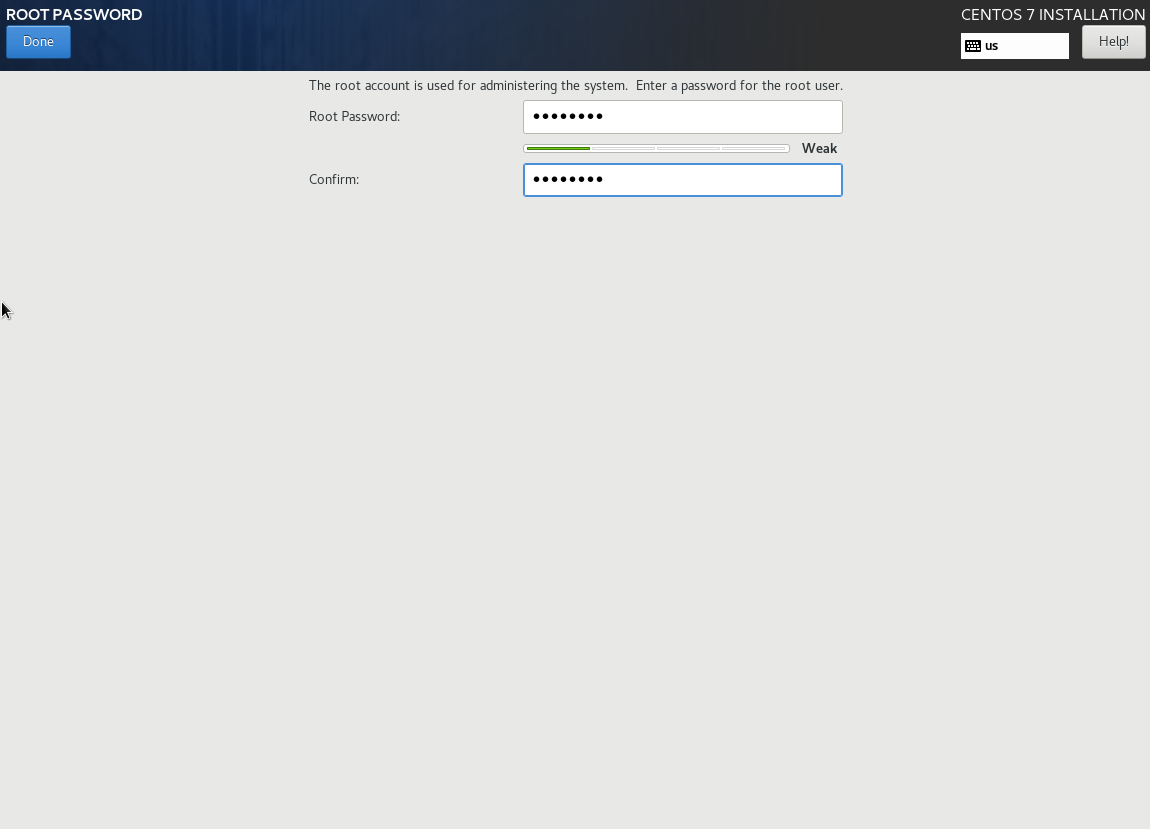 ROOT PASSWORD
CENTOS 7 INSTALLATION
Done
us
Help!
The root account is used for administering the system.  Enter a password for the root user.
Root Password:
●●●●●●●●
Weak
Confirm:
●●●●●●●●